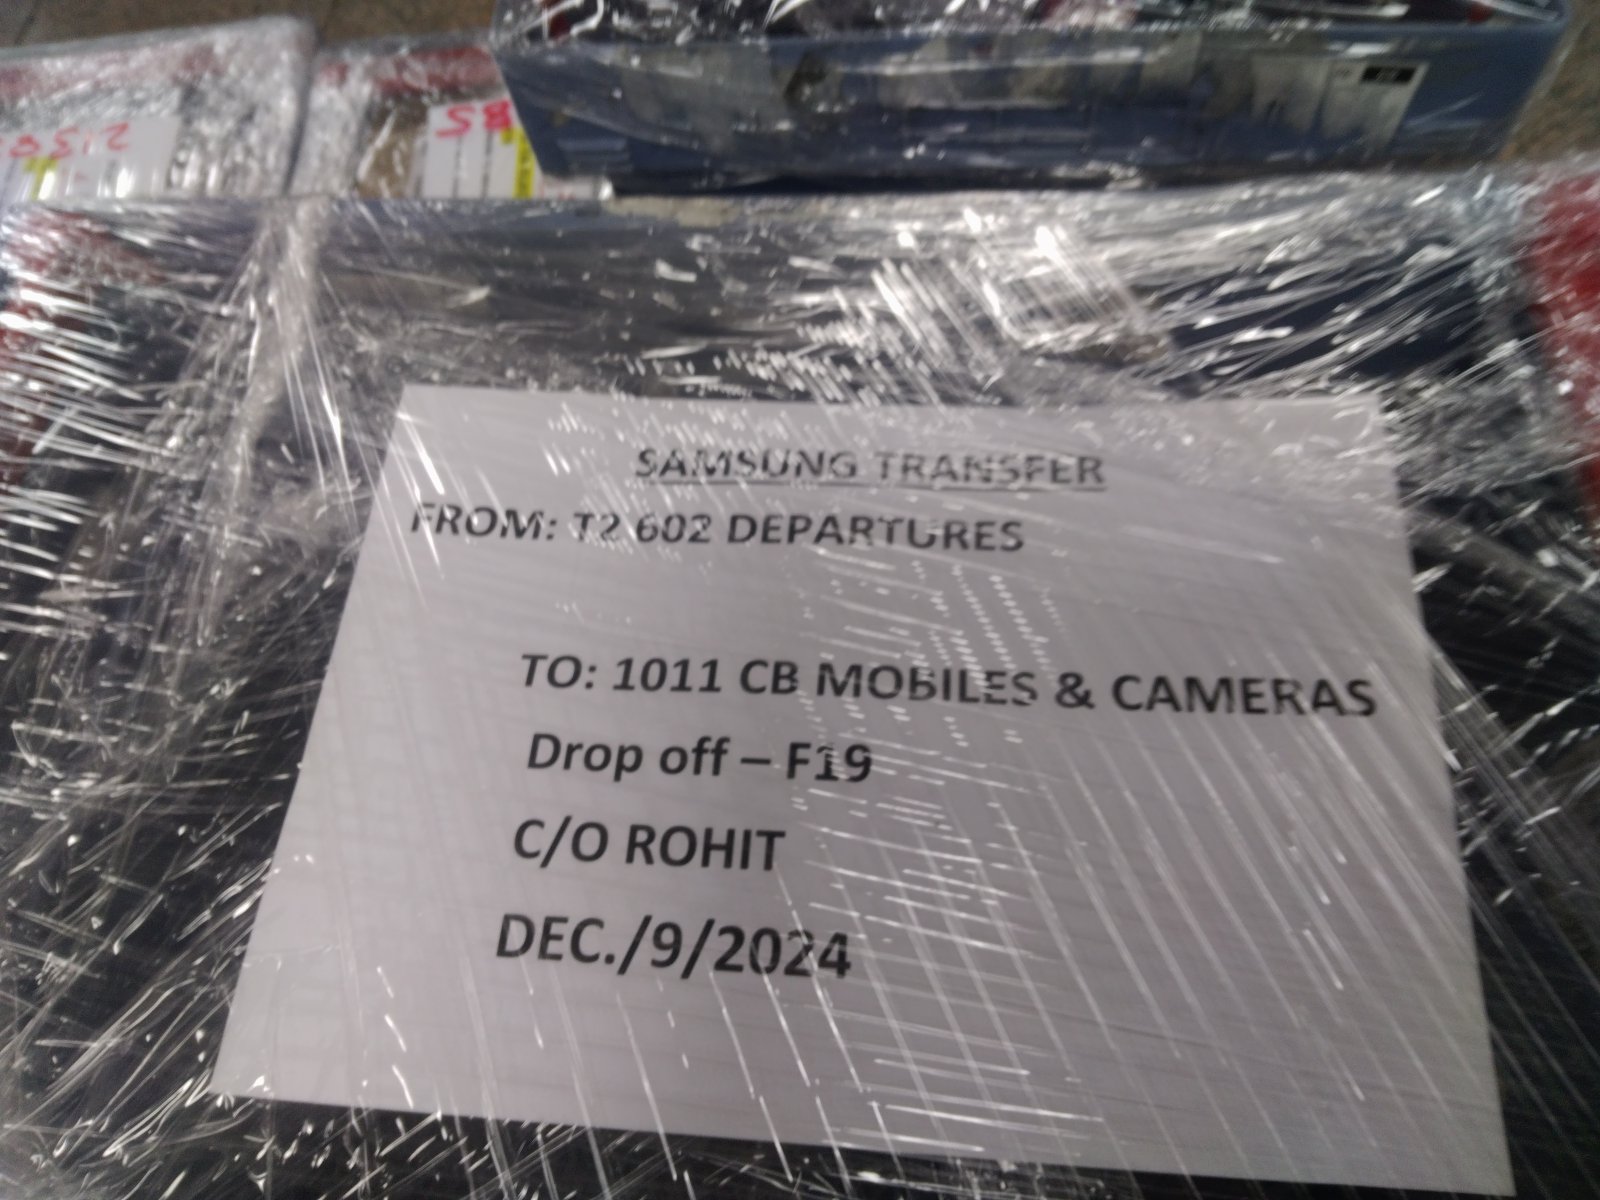 SAMSUNG TRANSFER
FROM: T2 602 DEPARTURES
TO: 1011 CB MOBILES & CAMERAS
Drop off – F19
C/O ROHIT
DEC./9/2024